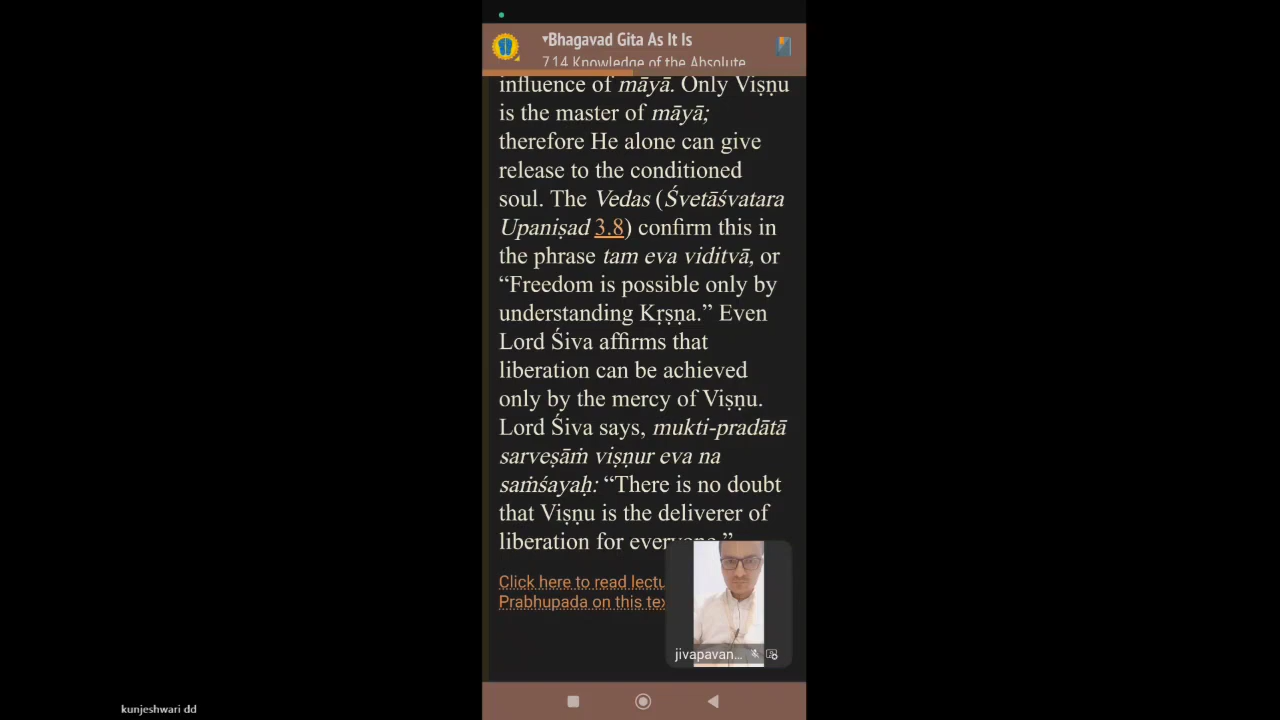 ▾Bhagavad Gita As It Is
7.14 Knowledge of the Absolute
influence of māyā. Only Viṣṇu
is the master of māyā;
therefore He alone can give
release to the conditioned
soul. The Vedas (Śvetāśvatara
Upaniṣad 3.8) confirm this in
the phrase tam eva viditvā, or
“Freedom is possible only by
understanding Kṛṣṇa.” Even
Lord Śiva affirms that
liberation can be achieved
only by the mercy of Viṣṇu.
Lord Śiva says, mukti-pradātā
sarveṣāṁ viṣṇur eva na
saṁśayaḥ: “There is no doubt
that Viṣṇu is the deliverer of
liberation for everyone.”
Click here to read lectu
Prabhupada on this tex
jivapavan...
kunjeshwari dd